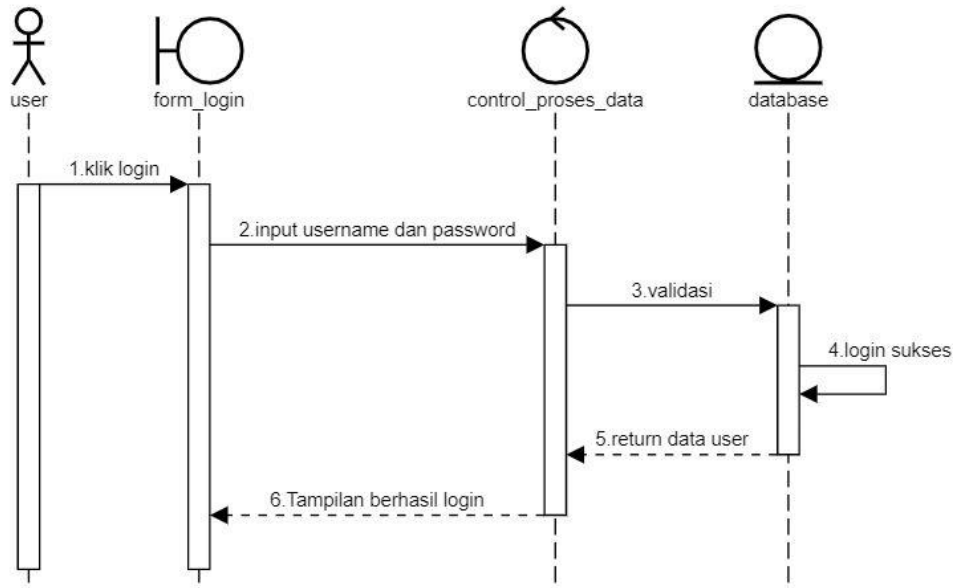 user
form_login
control_proses_data
database
1.klik login
2.input username dan password
3.validasi
4.login sukses
5.return data user
6.Tampilan berhasil login